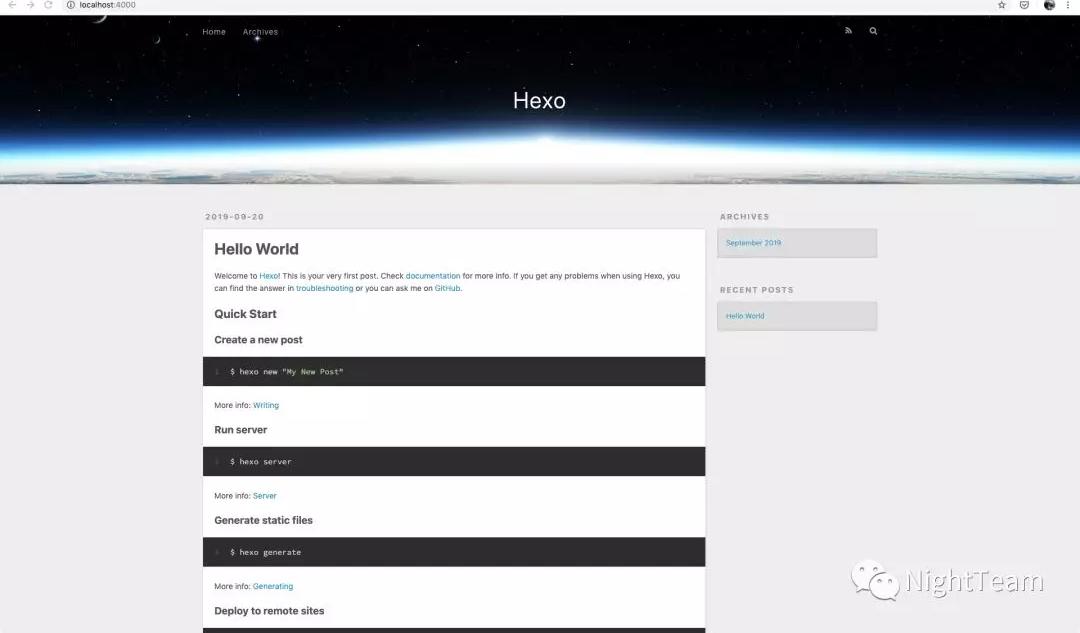 localhost:4000
Home Archives
Hexo
2019-09-20
Hello World
Welcome to Hexo! This is your very first post. Check documentation for more info. If you get any problems when using Hexo, you
can find the answer in troubleshooting or you can ask me on GitHub.
Quick Start
Create a new post
1 $ hexo new "My New Post"
More info: Writing
Run server
1 $ hexo server
More info: Server
Generate static files
1 $ hexo generate
More info: Generating
Deploy to remote sites
ARCHIVES
September 2019
RECENT POSTS
Hello World
NightTeam